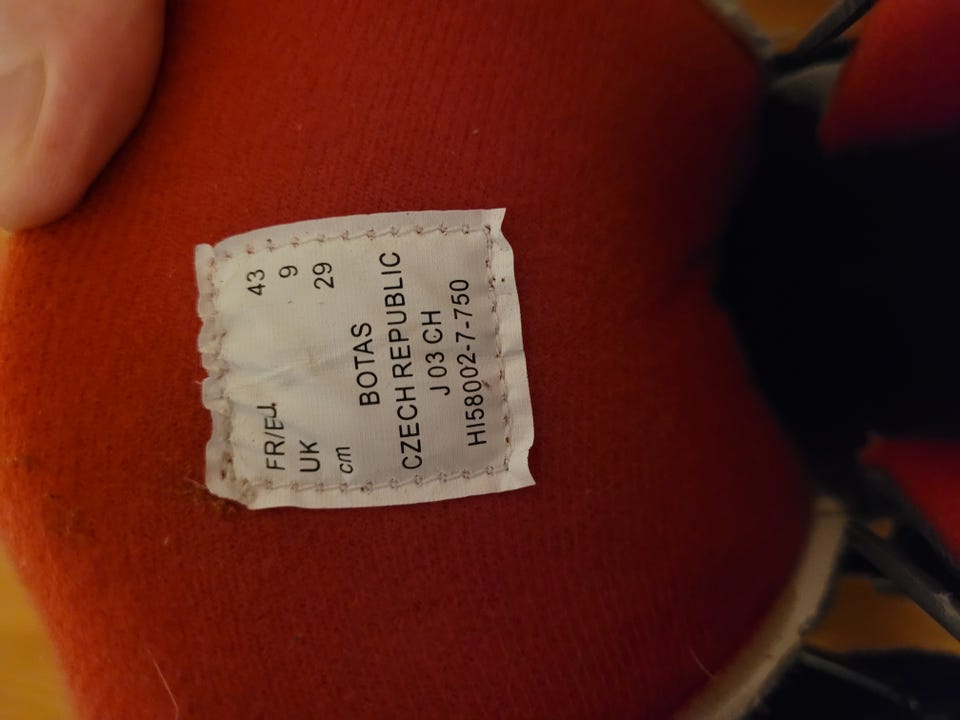 FR/EU 43
UK 9
cm 29
BOTAS
CZECH REPUBLIC
J 03 CH
HI58002-7-750